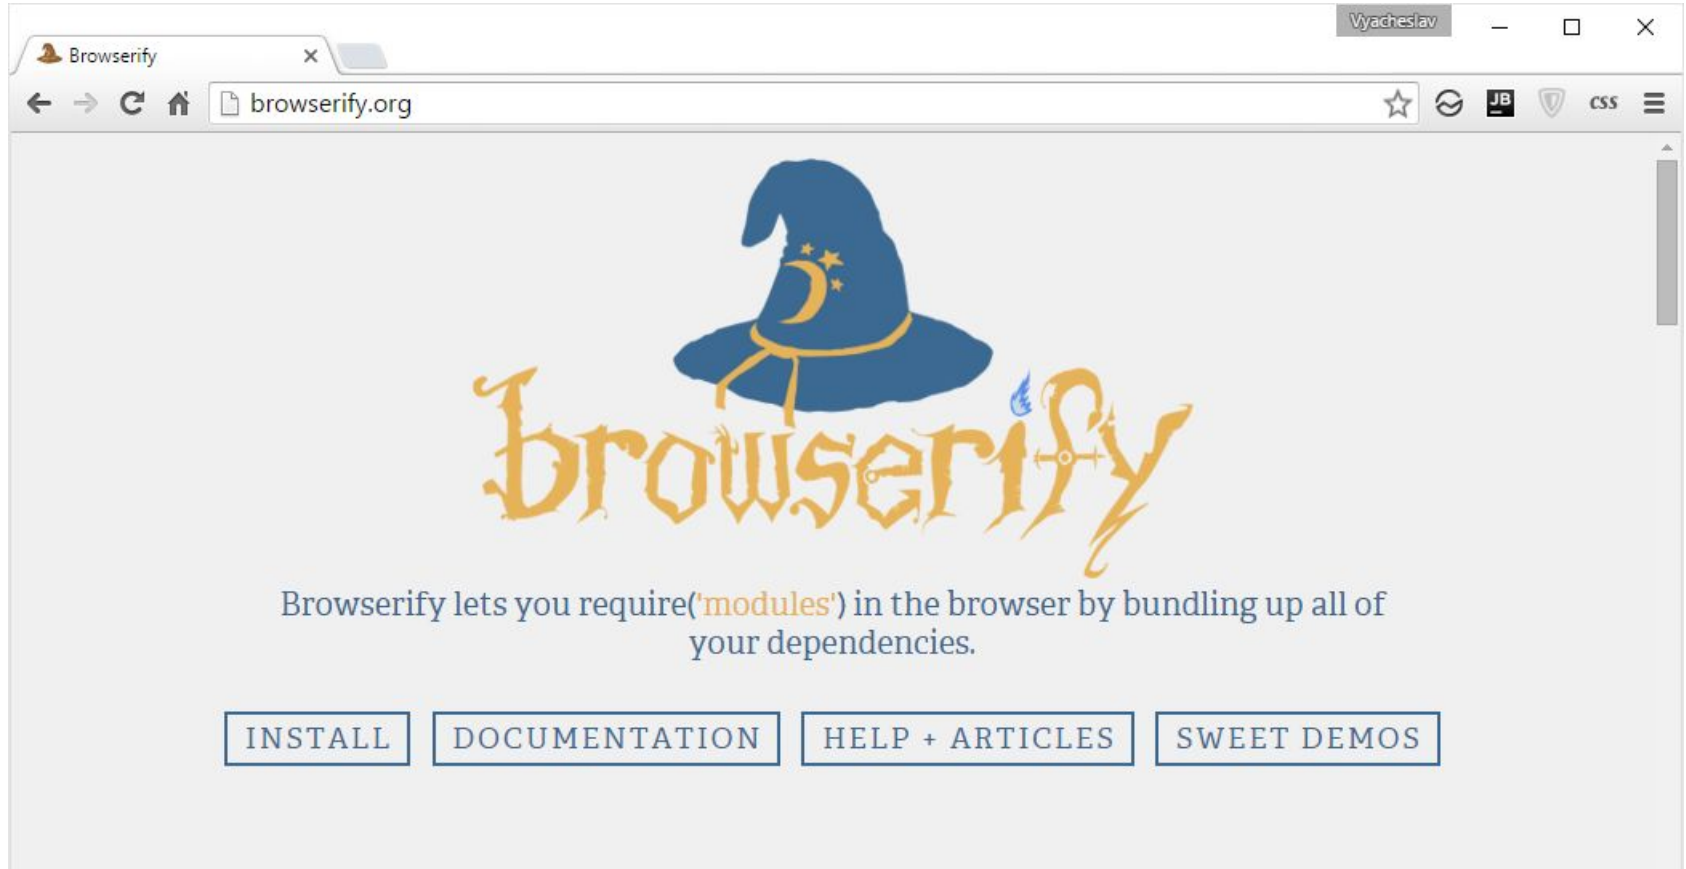 Vyacheslav
Browserify
browserify.org
JB
css
browserify
Browserify lets you require('modules') in the browser by bundling up all of
your dependencies.
INSTALL DOCUMENTATION HELP + ARTICLES SWEET DEMOS